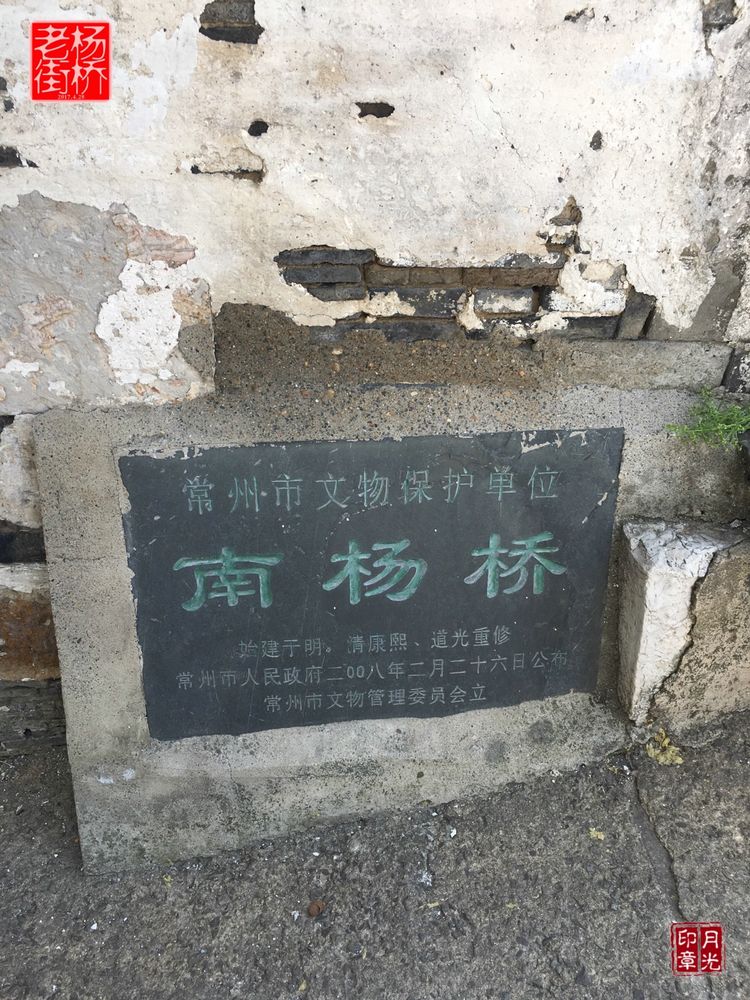 杨桥老街
2017.4.28
常州市文物保护单位
南杨桥
始建于明。清康熙、道光重修
常州市人民政府二00八年二月二十六日公布
常州市文物管理委员会立
月光印章